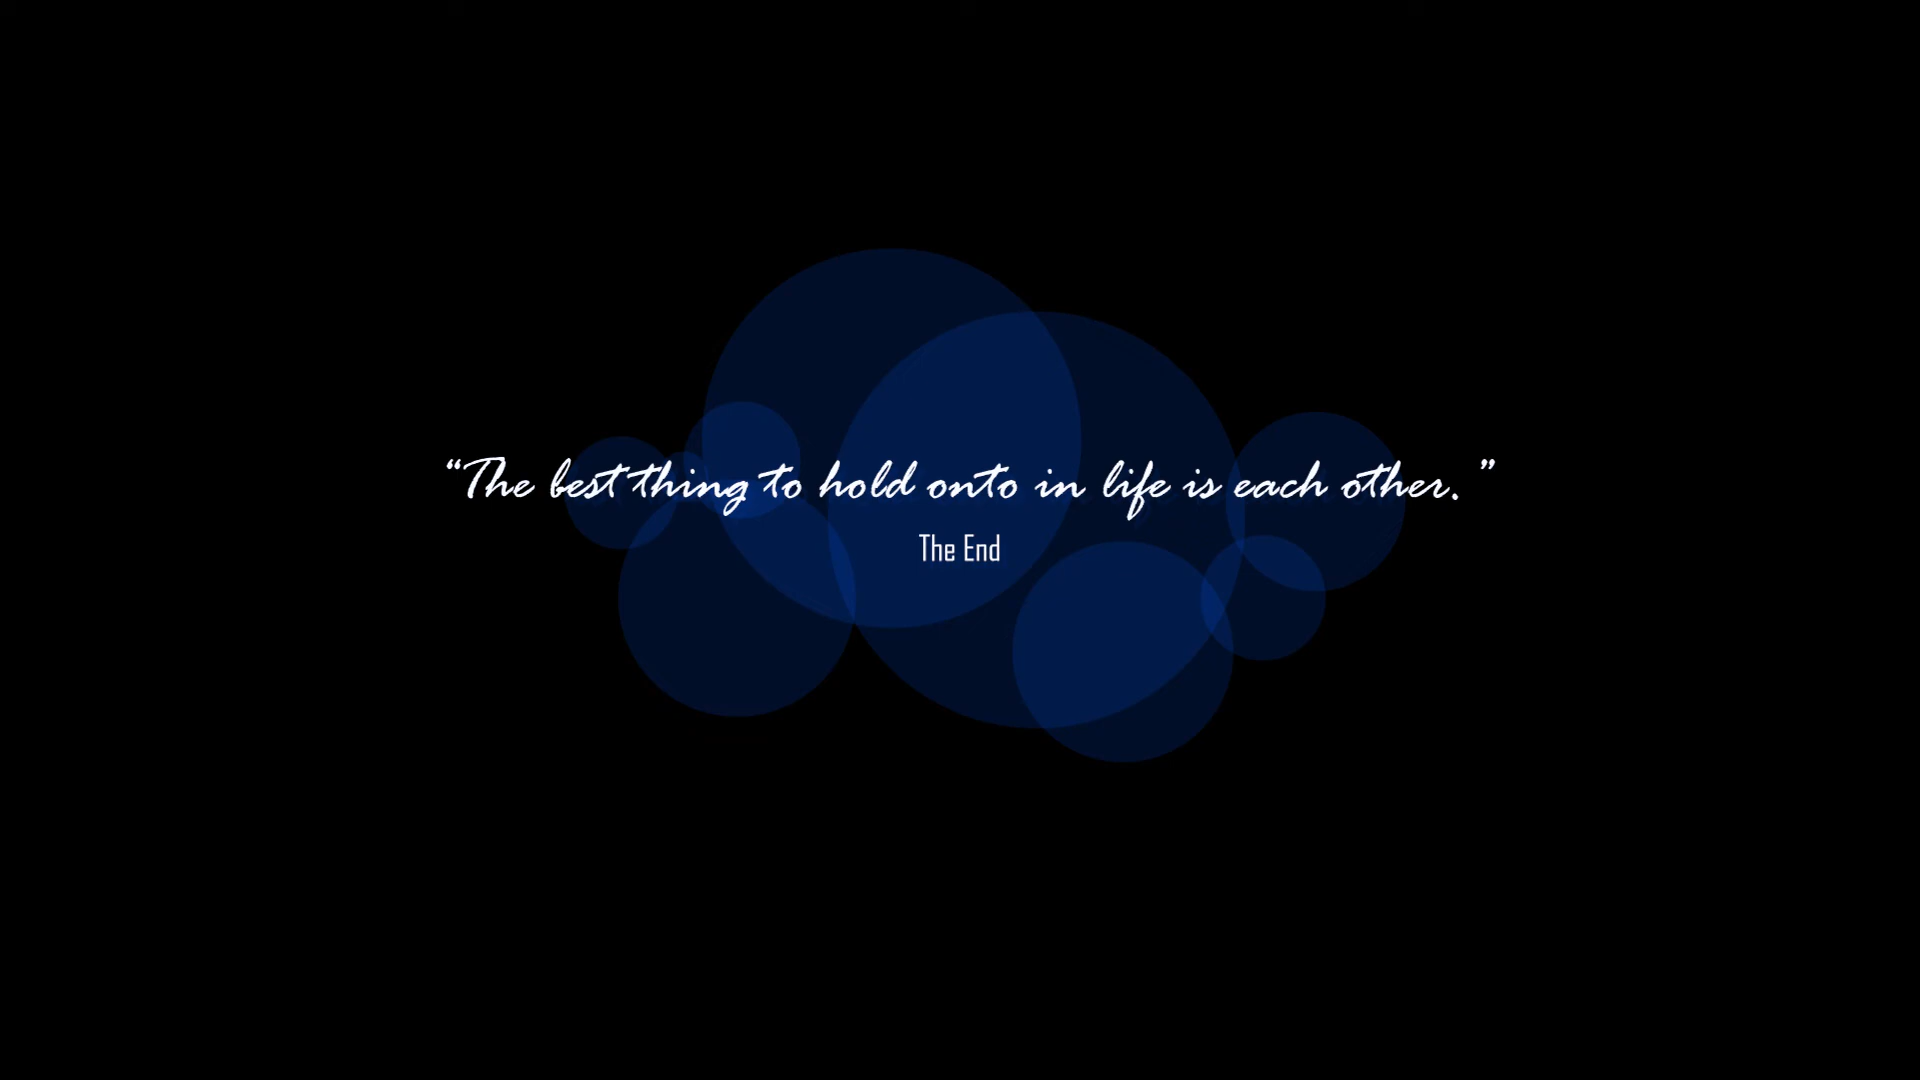 “The best thing to hold onto in life is each other. ”
The End